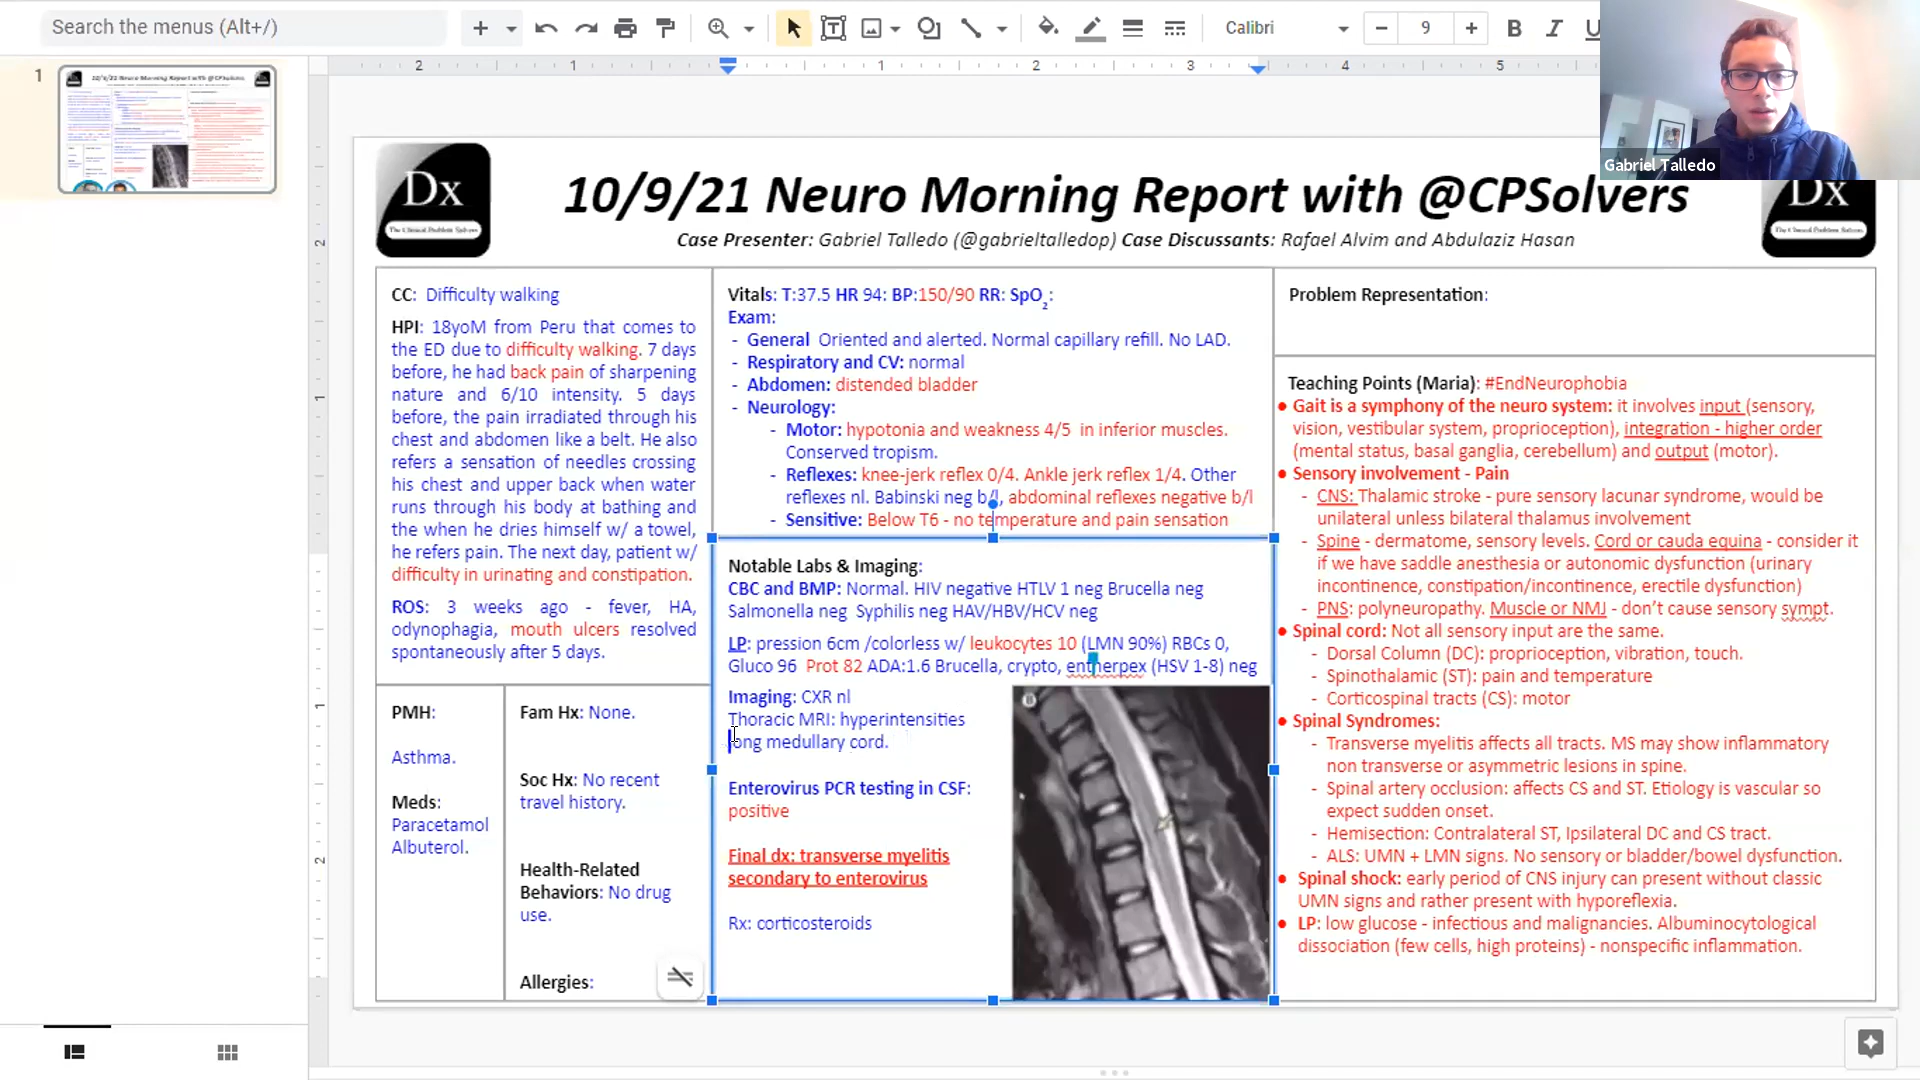 Search the menus (Alt+/)
Calibri
9
B
I
U
Gabriel Talledo
1
2 1 1 2 3 4 5
2
1
1
2
Dx
The Clinical Problem Solvers
10/9/21 Neuro Morning Report with @CPSolvers
Case Presenter: Gabriel Talledo (@gabrieltalledop) Case Discussants: Rafael Alvim and Abdulaziz Hasan
Dx
CC: Difficulty walking
HPI: 18yoM from Peru that comes to
the ED due to difficulty walking. 7 days
before, he had back pain of sharpening
nature and 6/10 intensity. 5 days
before, the pain irradiated through his
chest and abdomen like a belt. He also
refers a sensation of needles crossing
his chest and upper back when water
runs through his body at bathing and
the when he dries himself w/ a towel,
he refers pain. The next day, patient w/
difficulty in urinating and constipation.
ROS: 3 weeks ago - fever, HA,
odynophagia, mouth ulcers resolved
spontaneously after 5 days.
PMH:
Asthma.
Meds:
Paracetamol
Albuterol.
Fam Hx: None.
Soc Hx: No recent
travel history.
Health-Related
Behaviors: No drug
use.
Allergies:
Vitals: T:37.5 HR 94: BP:150/90 RR: SpO2:
Exam:
- General Oriented and alerted. Normal capillary refill. No LAD.
- Respiratory and CV: normal
- Abdomen: distended bladder
- Neurology:
- Motor: hypotonia and weakness 4/5 in inferior muscles.
Conserved tropism.
- Reflexes: knee-jerk reflex 0/4. Ankle jerk reflex 1/4. Other
reflexes nl. Babinski neg b/l, abdominal reflexes negative b/l
- Sensitive: Below T6 - no temperature and pain sensation
Notable Labs & Imaging:
CBC and BMP: Normal. HIV negative HTLV 1 neg Brucella neg
Salmonella neg Syphilis neg HAV/HBV/HCV neg
LP: pression 6cm /colorless w/ leukocytes 10 (LMN 90%) RBCs 0,
Gluco 96 Prot 82 ADA:1.6 Brucella, crypto, entherpex (HSV 1-8) neg
Imaging: CXR nl
Thoracic MRI: hyperintensities
long medullary cord.
Enterovirus PCR testing in CSF:
positive
Final dx: transverse myelitis
secondary to enterovirus
Rx: corticosteroids
Problem Representation:
Teaching Points (Maria): #EndNeurophobia
● Gait is a symphony of the neuro system: it involves input (sensory,
vision, vestibular system, proprioception), integration - higher order
(mental status, basal ganglia, cerebellum) and output (motor).
● Sensory involvement - Pain
- CNS: Thalamic stroke - pure sensory lacunar syndrome, would be
unilateral unless bilateral thalamus involvement
- Spine - dermatome, sensory levels. Cord or cauda equina - consider it
if we have saddle anesthesia or autonomic dysfunction (urinary
incontinence, constipation/incontinence, erectile dysfunction)
- PNS: polyneuropathy. Muscle or NMJ - don't cause sensory sympt.
● Spinal cord: Not all sensory input are the same.
- Dorsal Column (DC): proprioception, vibration, touch.
- Spinothalamic (ST): pain and temperature
- Corticospinal tracts (CS): motor
● Spinal Syndromes:
- Transverse myelitis affects all tracts. MS may show inflammatory
non transverse or asymmetric lesions in spine.
- Spinal artery occlusion: affects CS and ST. Etiology is vascular so
expect sudden onset.
- Hemisection: Contralateral ST, Ipsilateral DC and CS tract.
- ALS: UMN + LMN signs. No sensory or bladder/bowel dysfunction.
● Spinal shock: early period of CNS injury can present without classic
UMN signs and rather present with hyporeflexia.
● LP: low glucose - infectious and malignancies. Albuminocytological
dissociation (few cells, high proteins) - nonspecific inflammation.